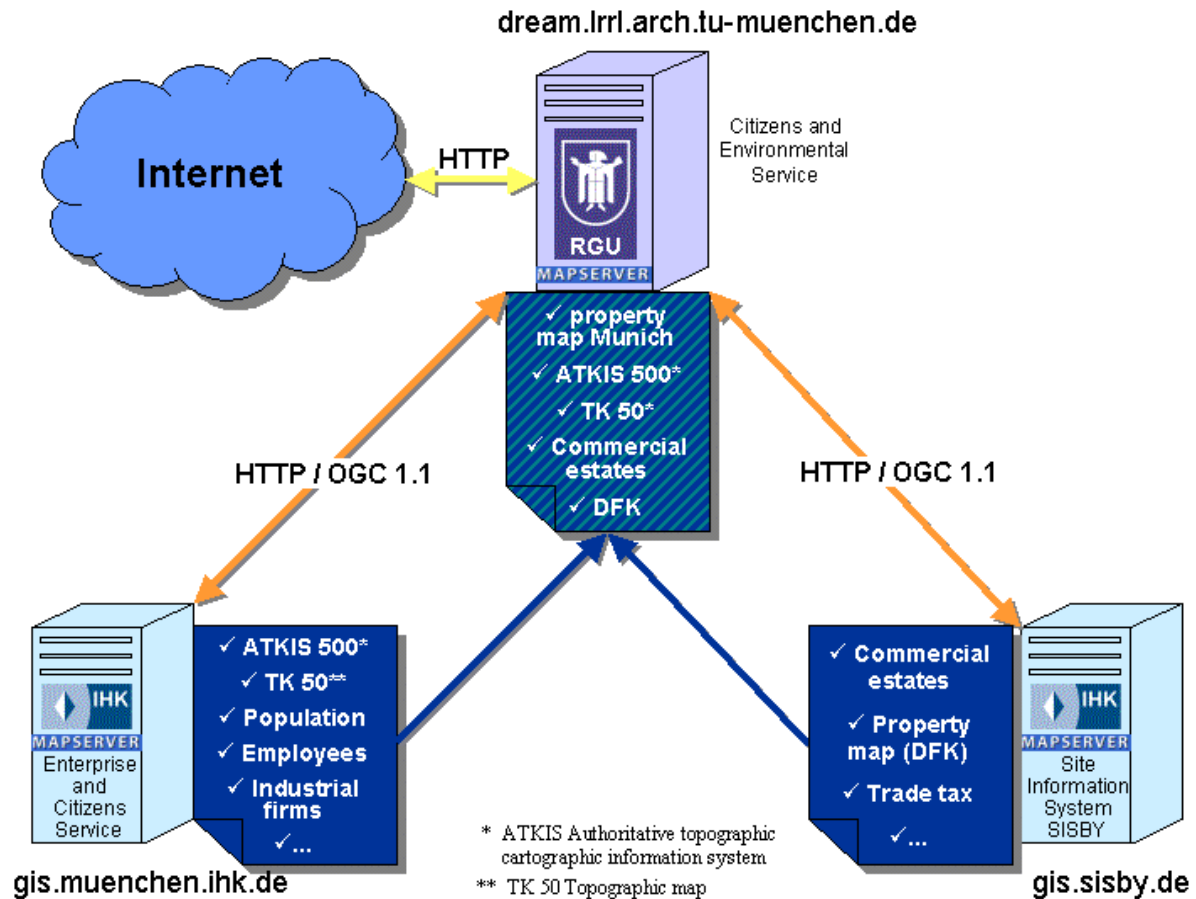 dream.lrrl.arch.tu-muenchen.de
Internet
HTTP
RGU
MAPSERVER
Citizens and
Environmental
Service
✓ property
map Munich
✓ ATKIS 500*
✓ TK 50*
✓ Commercial
estates
✓ DFK
HTTP / OGC 1.1
HTTP / OGC 1.1
IHK
MAPSERVER
Enterprise
and
Citizens
Service
✓ ATKIS 500*
✓ TK 50**
✓ Population
✓ Employees
✓ Industrial
firms
✓...
gis.muenchen.ihk.de
✓ Commercial
estates
✓ Property
map (DFK)
✓ Trade tax
✓...
IHK
MAPSERVER
Site
Information
System
SISBY
gis.sisby.de
* ATKIS Authoritative topographic
cartographic information system
** TK 50 Topographic map